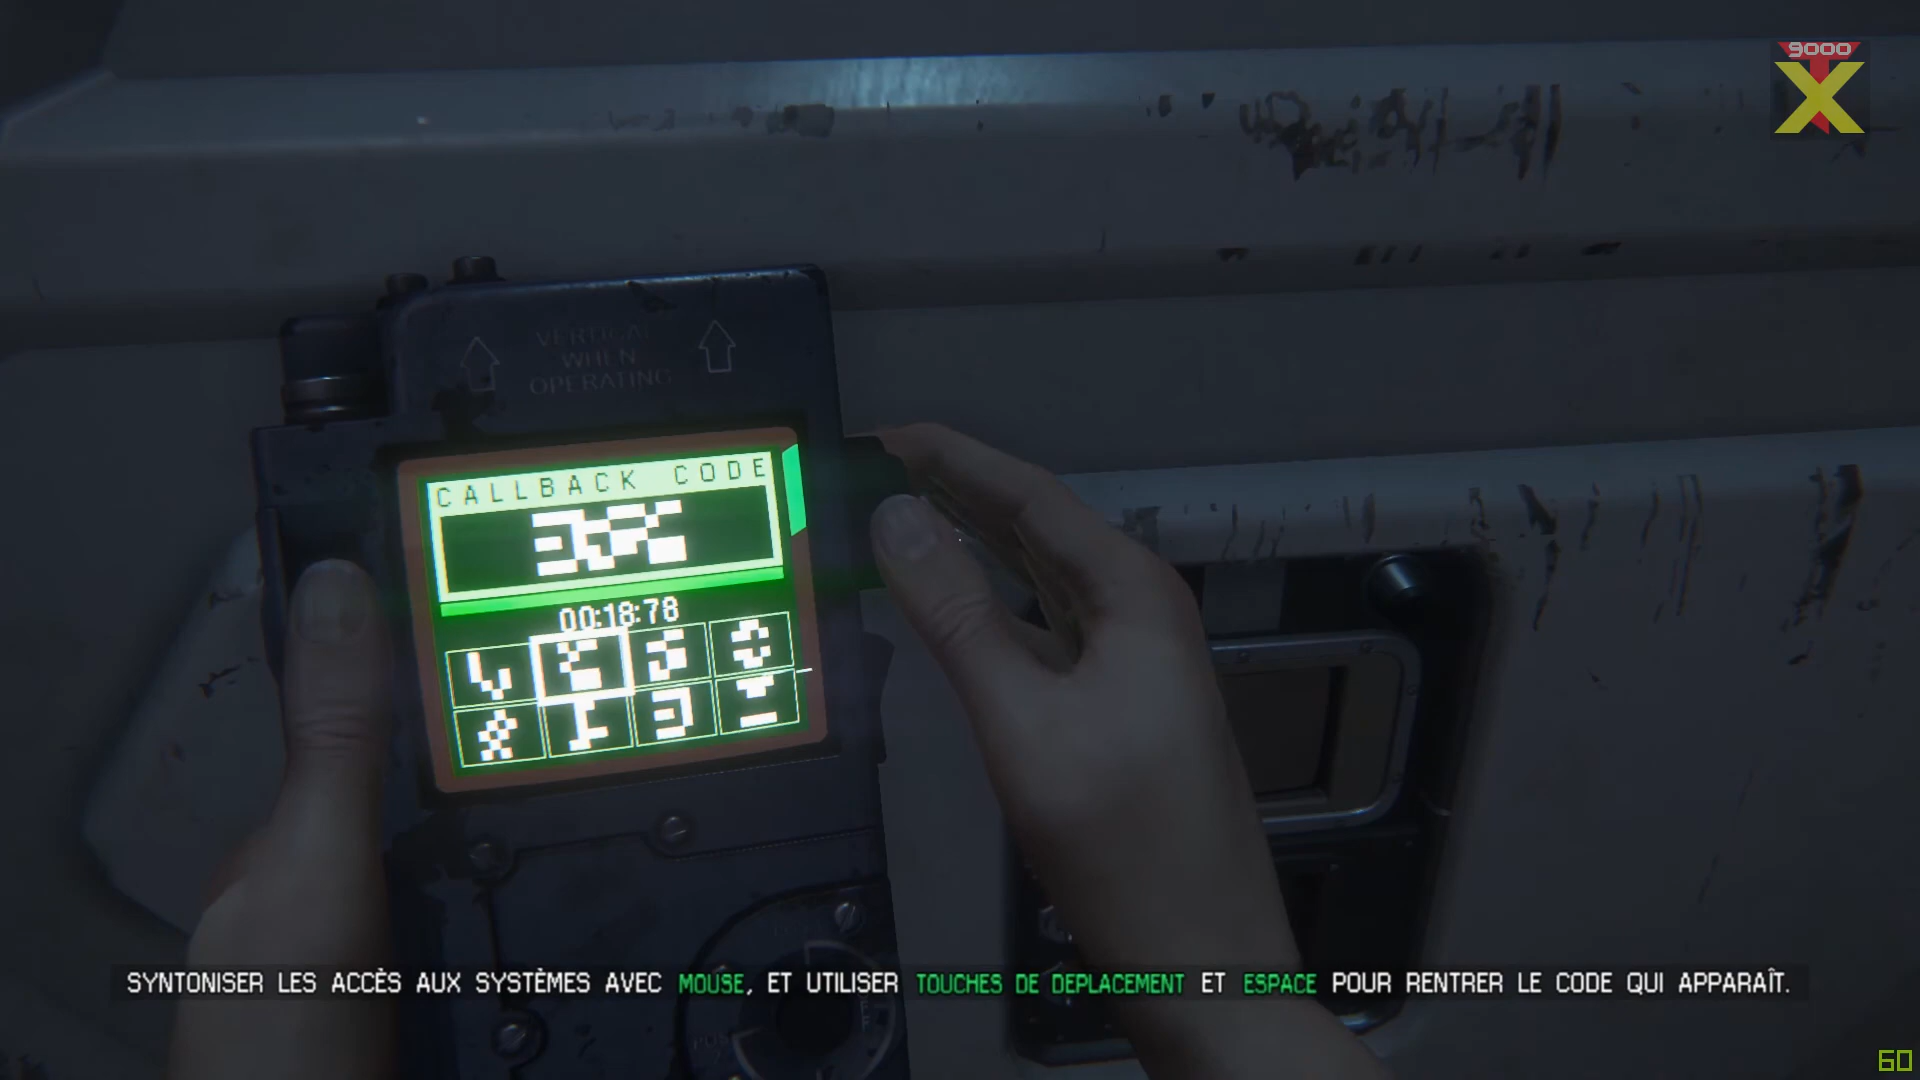 9000
VERTICAL
WHEN
OPERATING
CALLBACK CODE
00:18:78
SYNTONISER LES ACCÈS AUX SYSTÈMES AVEC MOUSE, ET UTILISER TOUCHES DE DEPLACEMENT ET ESPACE POUR RENTRER LE CODE QUI APPARAÎT.
60